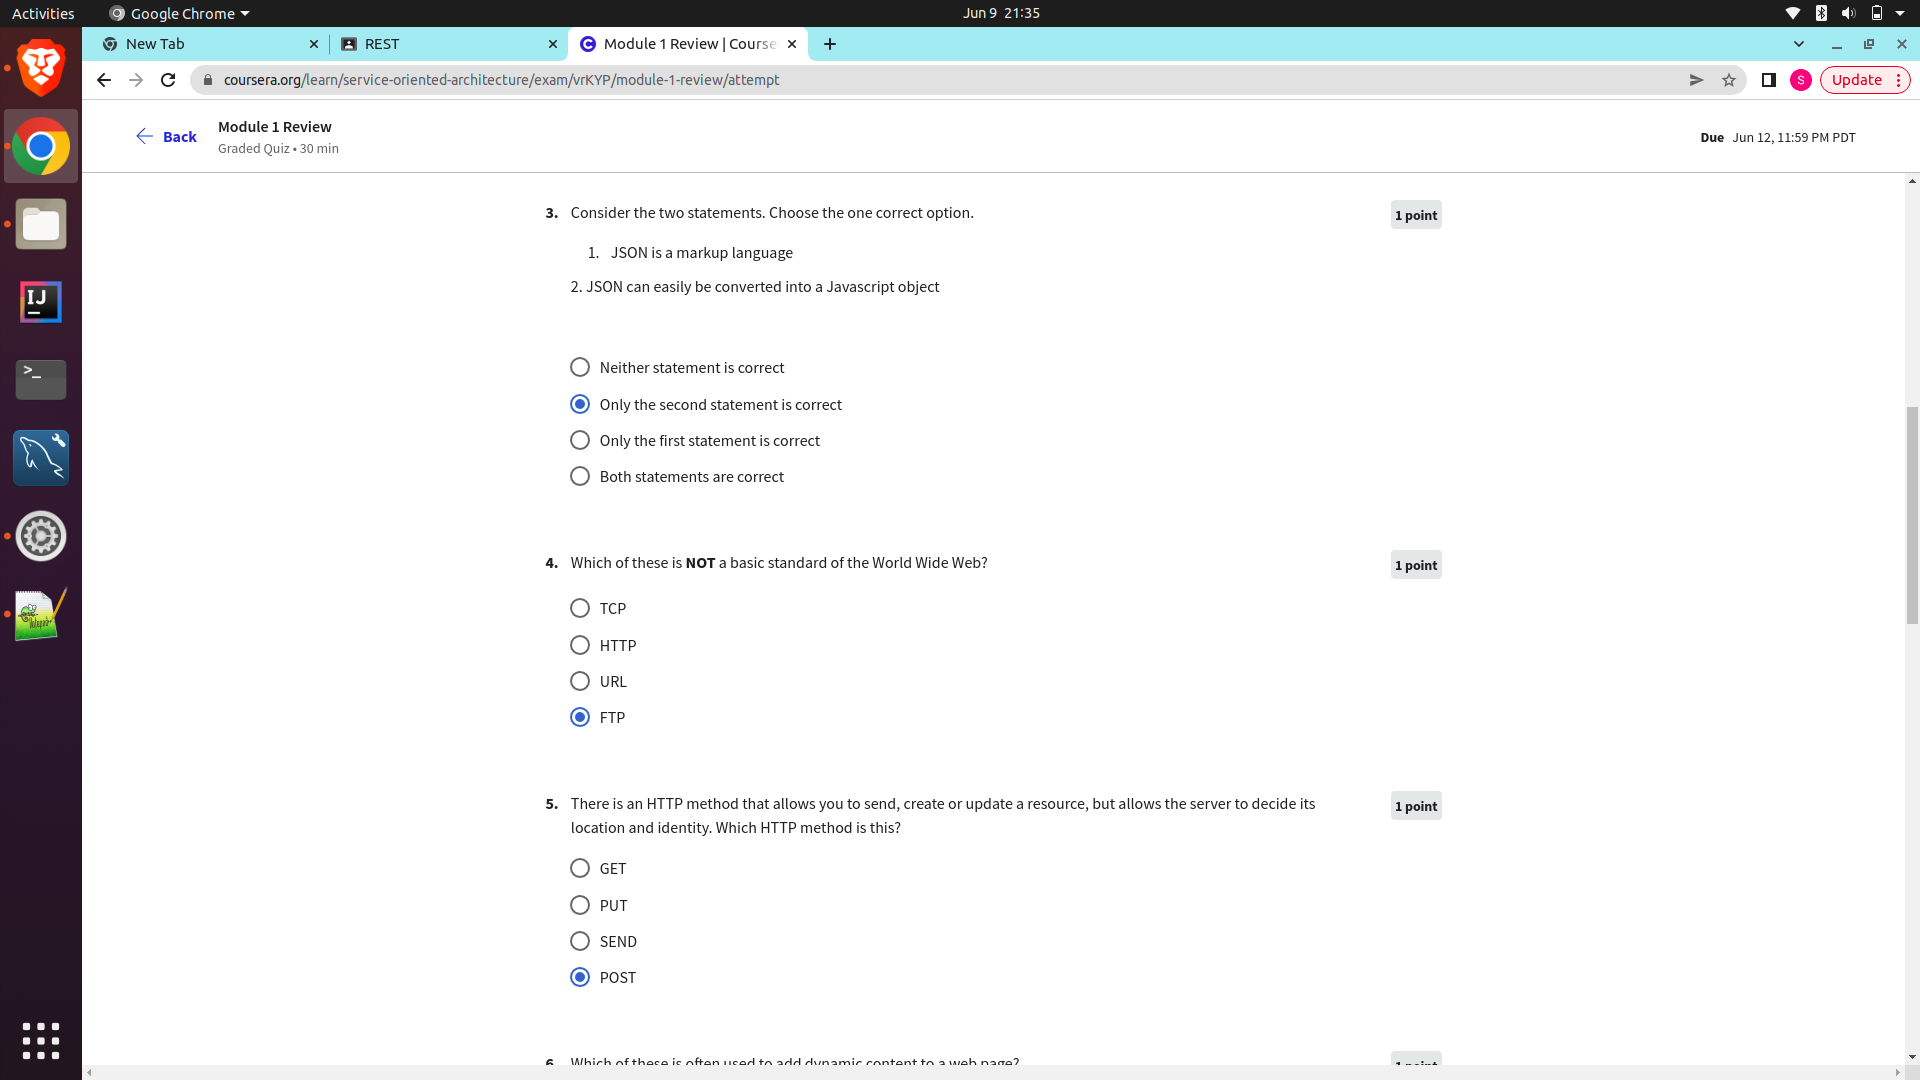 Activities
Google Chrome
Jun 9 21:35
New Tab
REST
Module 1 Review | Course
coursera.org/learn/service-oriented-architecture/exam/vrKYP/module-1-review/attempt
S
Update
Back
Module 1 Review
Graded Quiz • 30 min
Due Jun 12, 11:59 PM PDT
3. Consider the two statements. Choose the one correct option.
1 point
1. JSON is a markup language
2. JSON can easily be converted into a Javascript object
Neither statement is correct
Only the second statement is correct
Only the first statement is correct
Both statements are correct
4. Which of these is NOT a basic standard of the World Wide Web?
1 point
TCP
HTTP
URL
FTP
5. There is an HTTP method that allows you to send, create or update a resource, but allows the server to decide its
location and identity. Which HTTP method is this?
1 point
GET
PUT
SEND
POST
6. Which of these is often used to add dynamic content to a web page?
1 point
IJ
>_